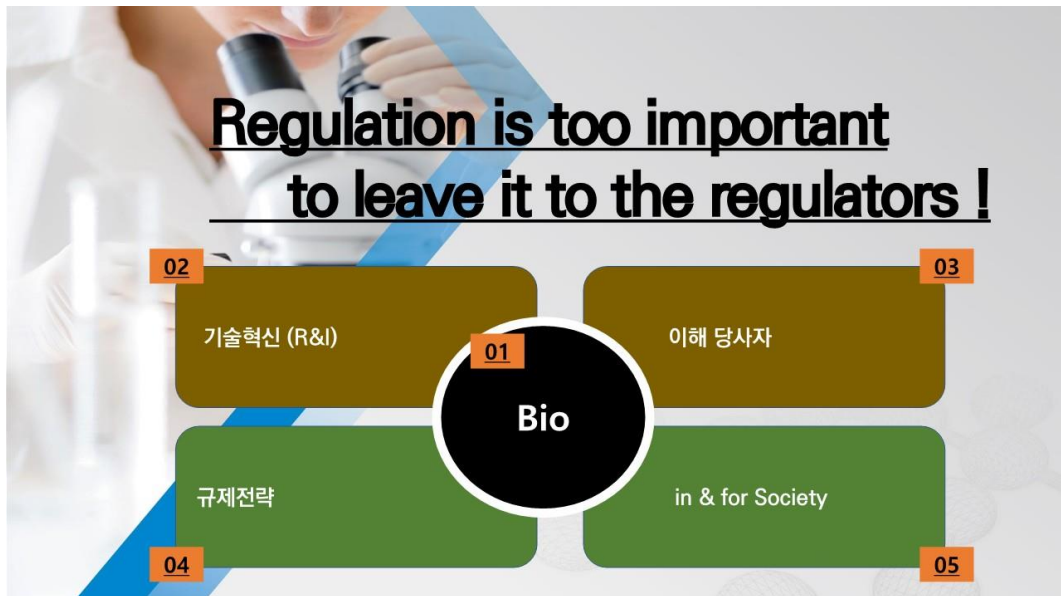 Regulation is too important
to leave it to the regulators !
02
03
기술혁신 (R&I)
이해 당사자
01
Bio
규제전략
in & for Society
04
05